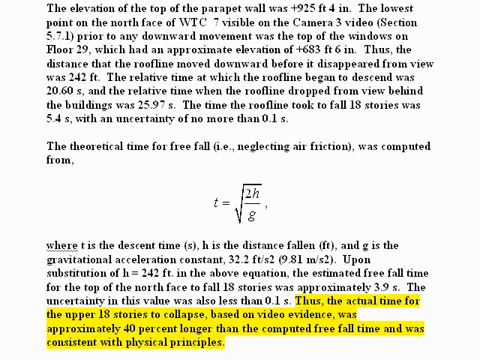 The elevation of the top of the parapet wall was +925 ft 4 in. The lowest
point on the north face of WTC 7 visible on the Camera 3 video (Section
5.7.1) prior to any downward movement was the top of the windows on
Floor 29, which had an approximate elevation of +683 ft 6 in. Thus, the
distance that the roofline moved downward before it disappeared from view
was 242 ft. The relative time at which the roofline began to descend was
20.60 s, and the relative time when the roofline dropped from view behind
the buildings was 25.97 s. The time the roofline took to fall 18 stories was
5.4 s, with an uncertainty of no more than 0.1 s.
The theoretical time for free fall (i.e., neglecting air friction), was computed
from,
t = √(2h/g) ,
where t is the descent time (s), h is the distance fallen (ft), and g is the
gravitational acceleration constant, 32.2 ft/s2 (9.81 m/s2). Upon
substitution of h = 242 ft. in the above equation, the estimated free fall time
for the top of the north face to fall 18 stories was approximately 3.9 s. The
uncertainty in this value was also less than 0.1 s. Thus, the actual time for
the upper 18 stories to collapse, based on video evidence, was
approximately 40 percent longer than the computed free fall time and was
consistent with physical principles.